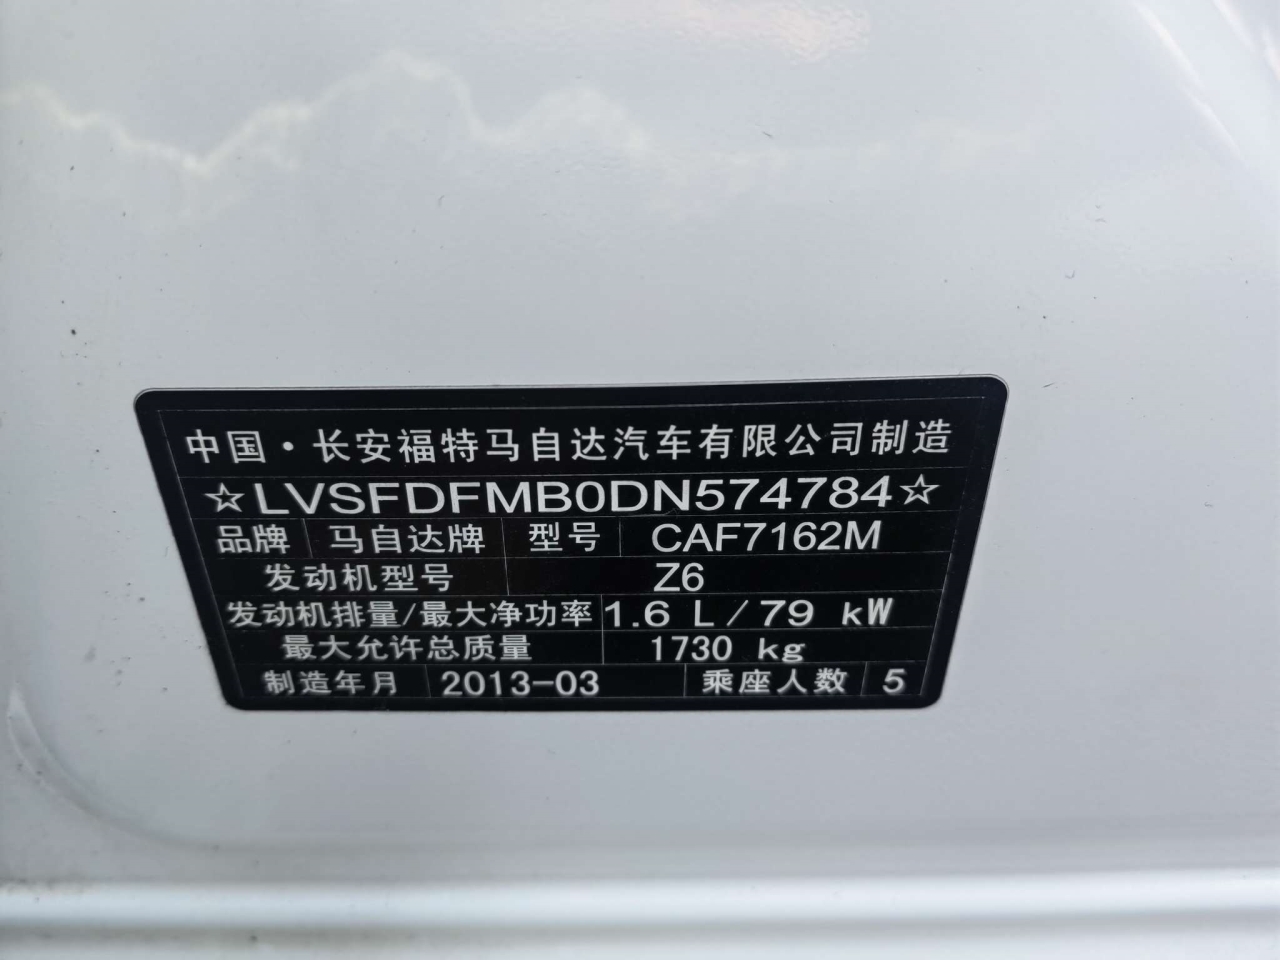 中国·长安福特马自达汽车有限公司制造
☆LVSFDFMB0DN574784☆
品牌 马自达牌 型号 CAF7162M
发动机型号 Z6
发动机排量/最大净功率 1.6 L/79 kW
最大允许总质量 1730 kg
制造年月 2013-03 乘座人数 5